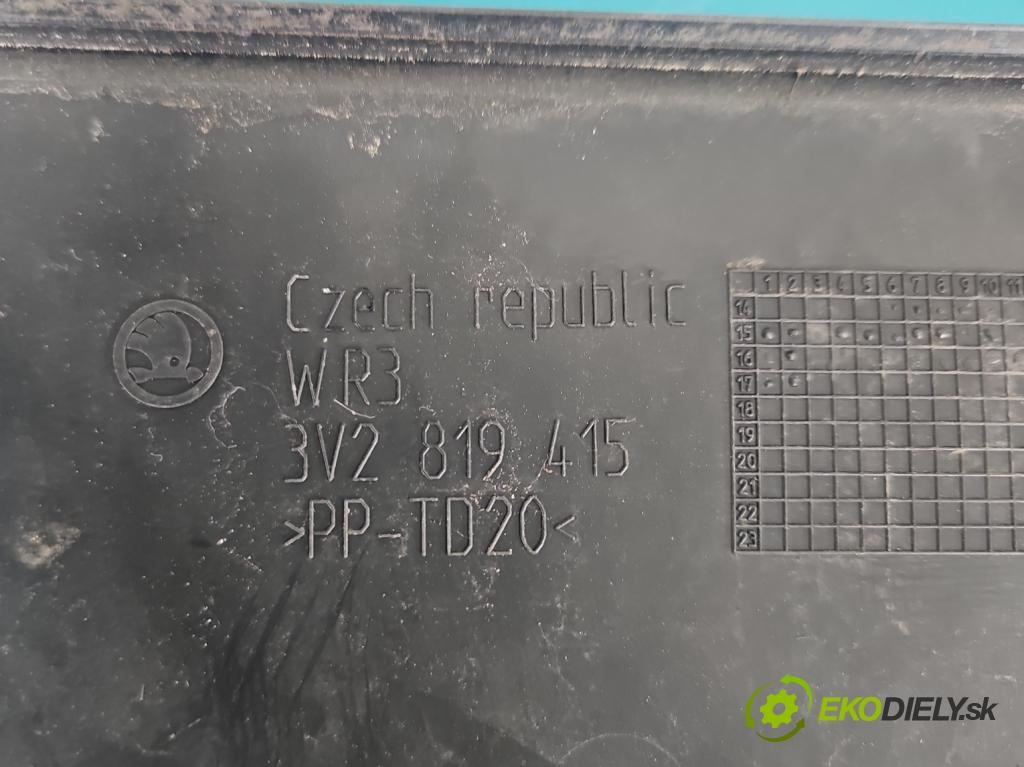 Czech republic
WR3
3V2 819 415
>PP-TD20<
1 2 3 4 5 6 7 8 9 10 11
14
15
16
17
18
19
20
21
22
23
EKODIELY.sk